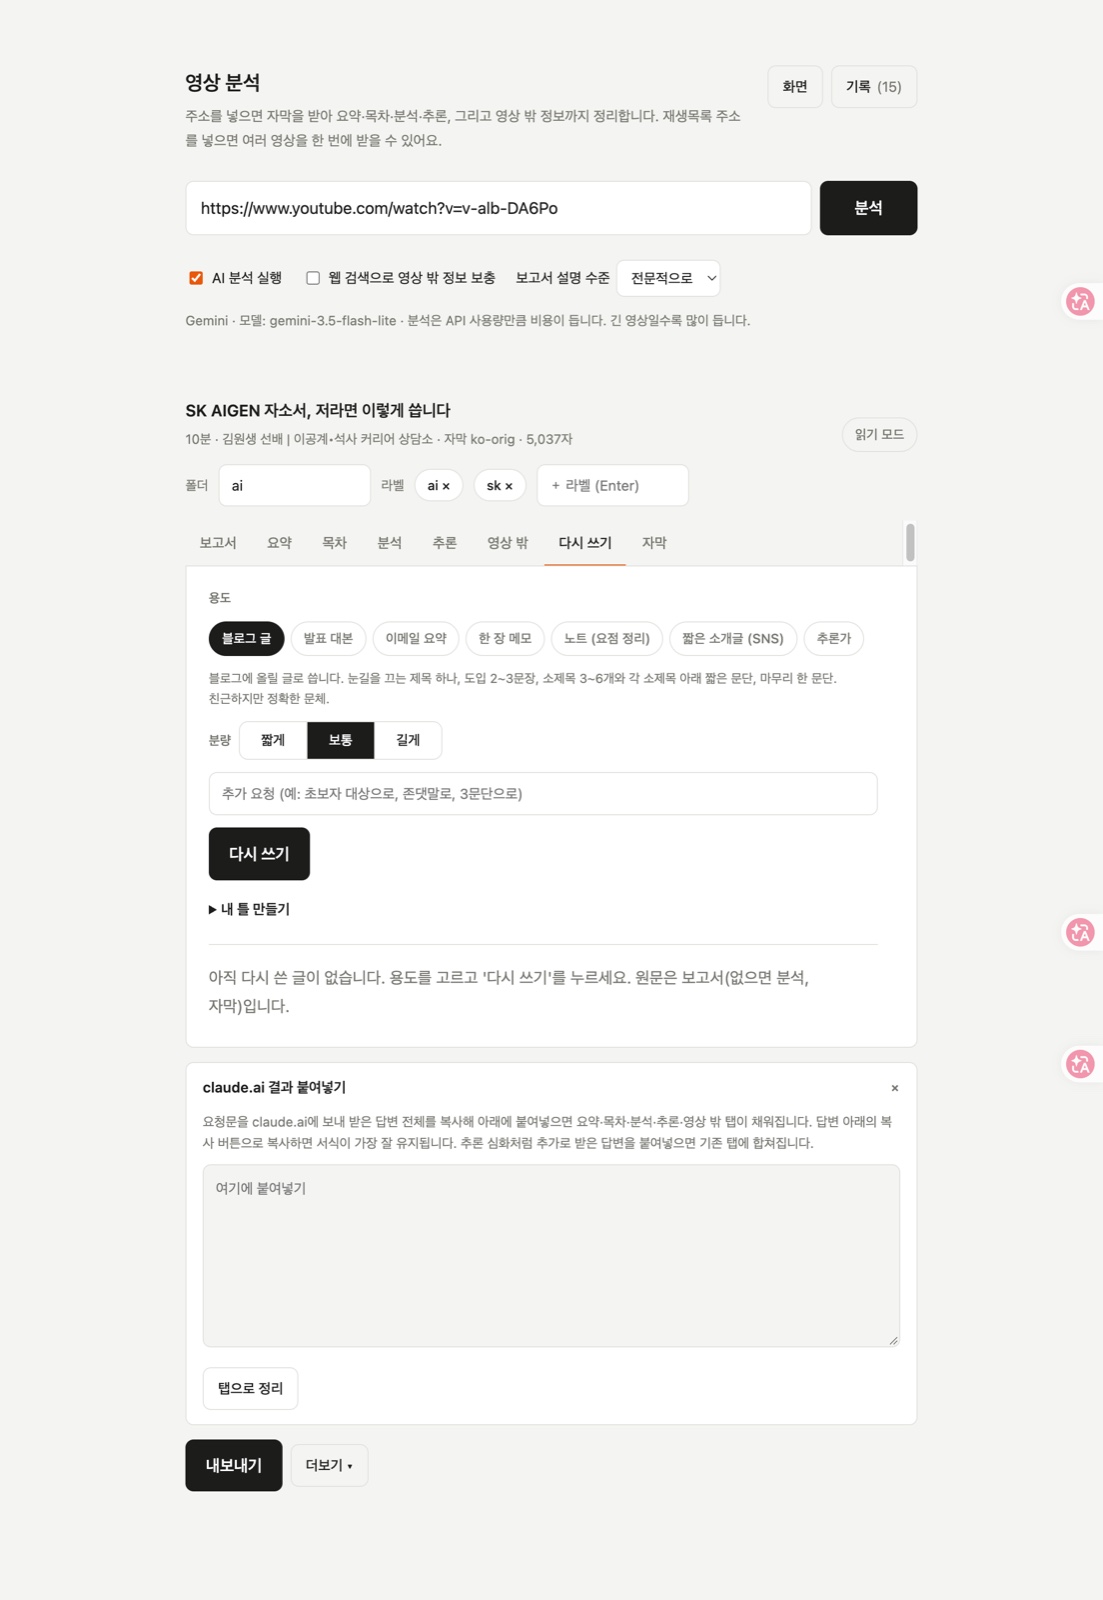 영상 분석
화면
기록 (15)
주소를 넣으면 자막을 받아 요약·목차·분석·추론, 그리고 영상 밖 정보까지 정리합니다. 재생목록 주소
를 넣으면 여러 영상을 한 번에 받을 수 있어요.
https://www.youtube.com/watch?v=v-alb-DA6Po
분석
AI 분석 실행
웹 검색으로 영상 밖 정보 보충
보고서 설명 수준
전문적으로
Gemini · 모델: gemini-3.5-flash-lite · 분석은 API 사용량만큼 비용이 듭니다. 긴 영상일수록 많이 듭니다.
SK AIGEN 자소서, 저라면 이렇게 씁니다
10분 · 김원생 선배 | 이공계•석사 커리어 상담소 · 자막 ko-orig · 5,037자
읽기 모드
폴더
ai
라벨
ai ×
sk ×
+ 라벨 (Enter)
보고서
요약
목차
분석
추론
영상 밖
다시 쓰기
자막
용도
블로그 글
발표 대본
이메일 요약
한 장 메모
노트 (요점 정리)
짧은 소개글 (SNS)
추론가
블로그에 올릴 글로 씁니다. 눈길을 끄는 제목 하나, 도입 2~3문장, 소제목 3~6개와 각 소제목 아래 짧은 문단, 마무리 한 문단.
친근하지만 정확한 문체.
분량
짧게
보통
길게
추가 요청 (예: 초보자 대상으로, 존댓말로, 3문단으로)
다시 쓰기
▶ 내 틀 만들기
아직 다시 쓴 글이 없습니다. 용도를 고르고 '다시 쓰기'를 누르세요. 원문은 보고서(없으면 분석,
자막)입니다.
claude.ai 결과 붙여넣기
×
요청문을 claude.ai에 보내 받은 답변 전체를 복사해 아래에 붙여넣으면 요약·목차·분석·추론·영상 밖 탭이 채워집니다. 답변 아래의 복
사 버튼으로 복사하면 서식이 가장 잘 유지됩니다. 추론 심화처럼 추가로 받은 답변을 붙여넣으면 기존 탭에 합쳐집니다.
여기에 붙여넣기
탭으로 정리
내보내기
더보기 ▾